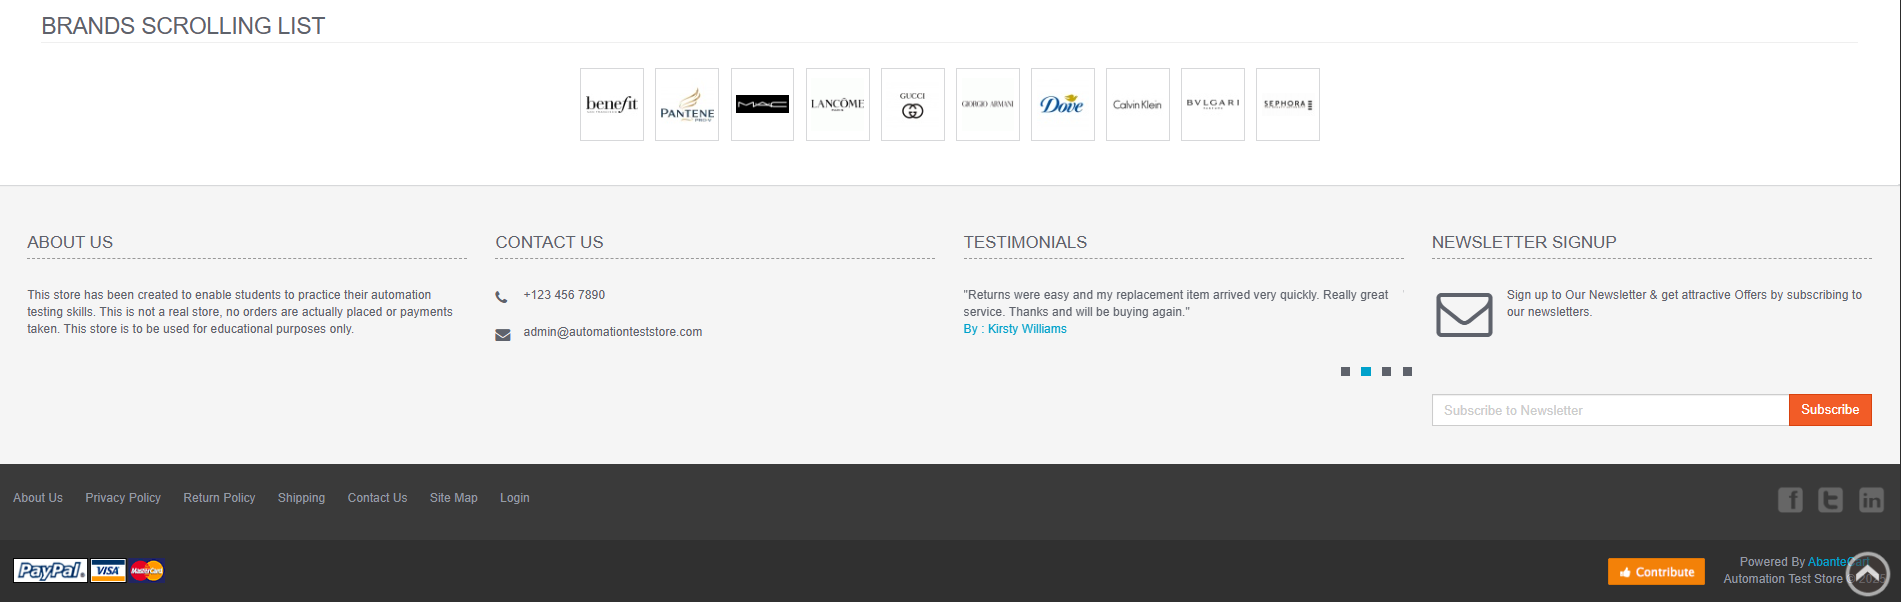 BRANDS SCROLLING LIST
benefit
SAN FRANCISCO
PANTENE
PRO-V
MAC
LANCÔME
PARIS
GUCCI
GIORGIO ARMANI
Dove
Calvin Klein
BVLGARI
SEPHORA
ABOUT US
This store has been created to enable students to practice their automation
testing skills. This is not a real store, no orders are actually placed or payments
taken. This store is to be used for educational purposes only.
CONTACT US
+123 456 7890
admin@automationteststore.com
TESTIMONIALS
"Returns were easy and my replacement item arrived very quickly. Really great
service. Thanks and will be buying again."
By : Kirsty Williams
NEWSLETTER SIGNUP
Sign up to Our Newsletter & get attractive Offers by subscribing to
our newsletters.
Subscribe to Newsletter
Subscribe
About Us Privacy Policy Return Policy Shipping Contact Us Site Map Login
f t in
PayPal VISA MasterCard
Contribute
Powered By AbanteCart
Automation Test Store ©